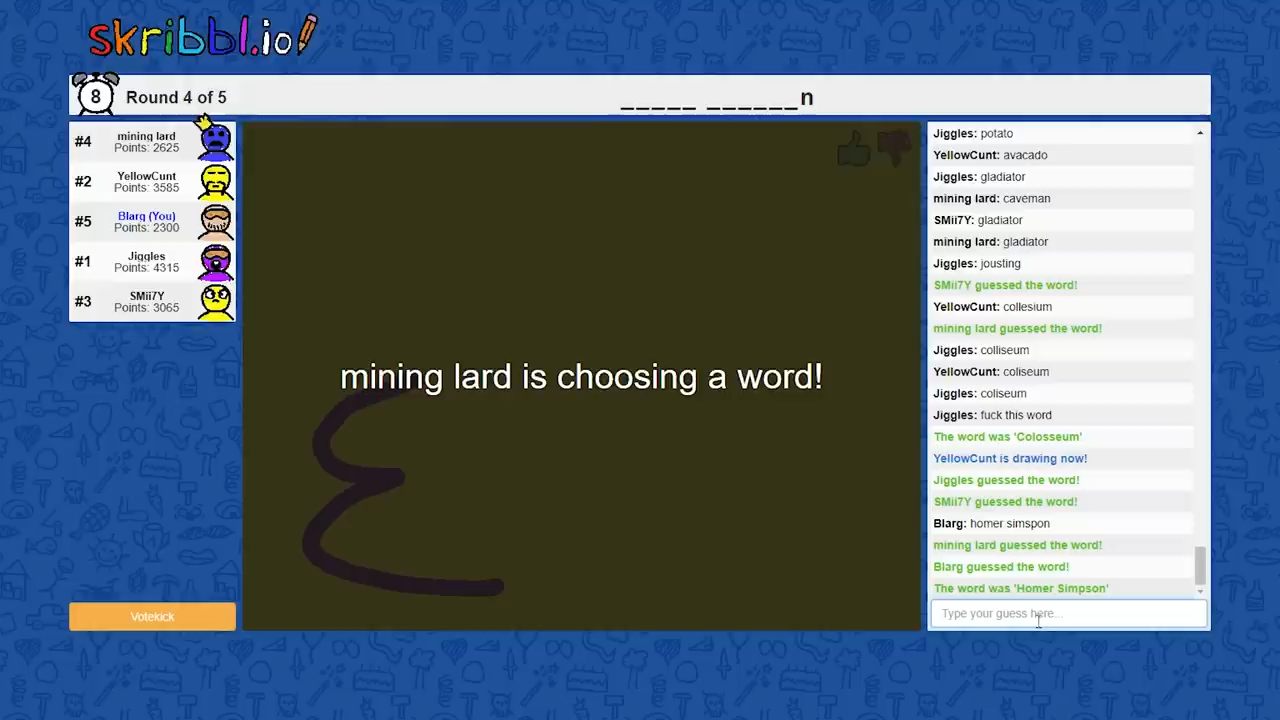 skribbl.io
8
Round 4 of 5
_____ ______n
#4
mining lard
Points: 2625
#2
YellowCunt
Points: 3585
#5
Blarg (You)
Points: 2300
#1
Jiggles
Points: 4315
#3
SMii7Y
Points: 3065
Votekick
mining lard is choosing a word!
Jiggles: potato
YellowCunt: avacado
Jiggles: gladiator
mining lard: caveman
SMii7Y: gladiator
mining lard: gladiator
Jiggles: jousting
SMii7Y guessed the word!
YellowCunt: collesium
mining lard guessed the word!
Jiggles: colliseum
YellowCunt: coliseum
Jiggles: coliseum
Jiggles: fuck this word
The word was 'Colosseum'
YellowCunt is drawing now!
Jiggles guessed the word!
SMii7Y guessed the word!
Blarg: homer simspon
mining lard guessed the word!
Blarg guessed the word!
The word was 'Homer Simpson'
Type your guess here...